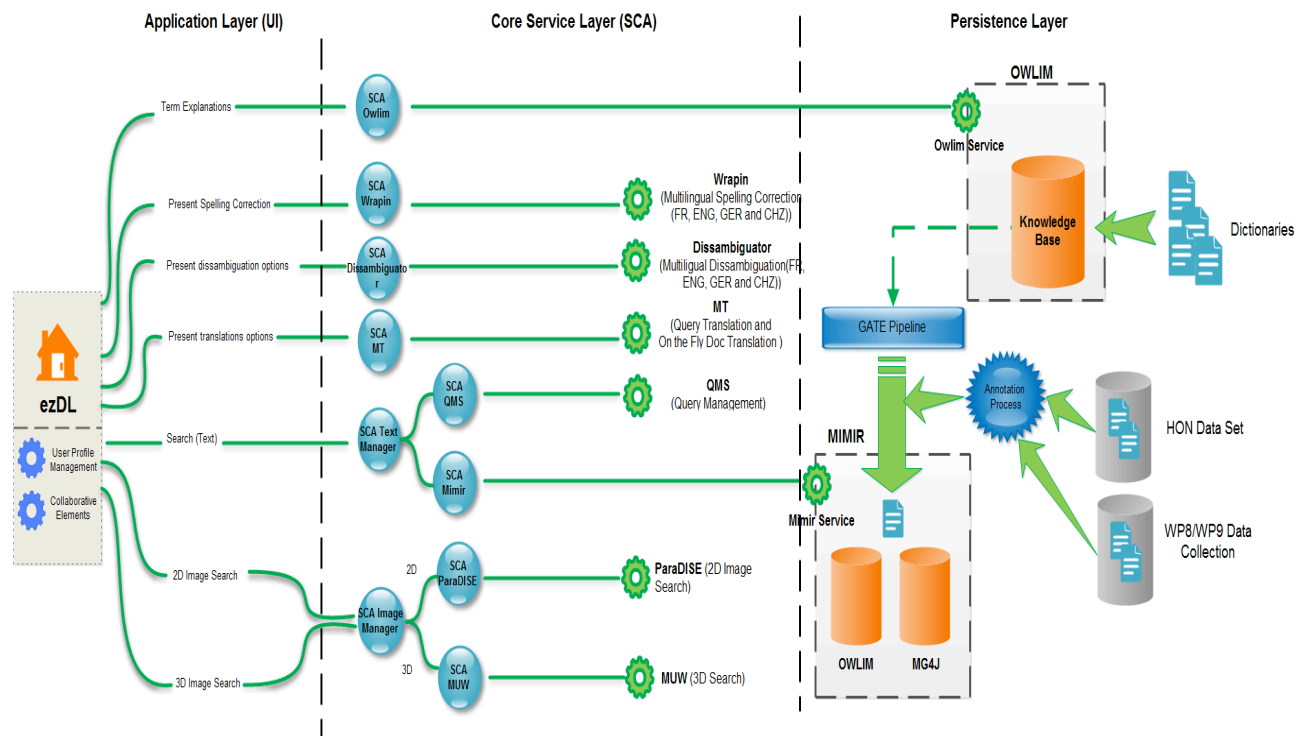 Application Layer (UI)
Core Service Layer (SCA)
Persistence Layer
OWLIM
Term Explanations
SCA
Owlim
Owlim Service
Present Spelling Correction
SCA
Wrapin
Wrapin
(Multilingual Spelling Correction
(FR, ENG, GER and CHZ))
Knowledge
Base
Dictionaries
Present dissambiguation options
SCA
Dissambiguato
r
Dissambiguator
(Multiligual Dissambiguation(FR,
ENG, GER and CHZ))
Present translations options
SCA
MT
MT
(Query Translation and
On the Fly Doc Translation )
GATE Pipeline
ezDL
SCA
QMS
QMS
(Query Management)
Annotation
Process
HON Data Set
Search (Text)
SCA Text
Manager
MIMIR
User Profile
Management
SCA
Mimir
Mimir Service
Collaborative
Elements
WP8/WP9 Data
Collection
2D Image Search
2D
SCA
ParaDISE
ParaDISE (2D Image
Search)
SCA Image
Manager
OWLIM
MG4J
3D Image Search
3D
SCA
MUW
MUW (3D Search)